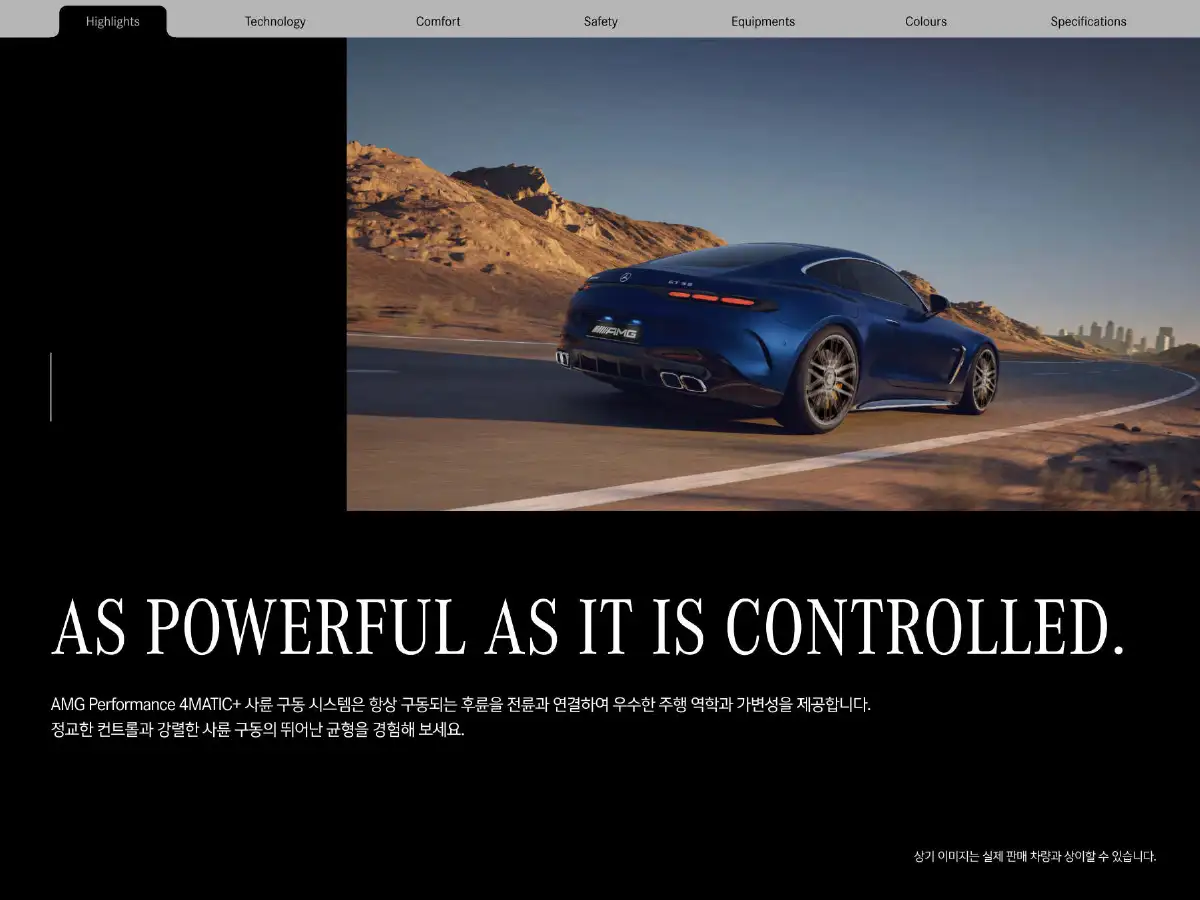 Highlights
Technology
Comfort
Safety
Equipments
Colours
Specifications
AMG
AS POWERFUL AS IT IS CONTROLLED.
AMG Performance 4MATIC+ 사륜 구동 시스템은 항상 구동되는 후륜을 전륜과 연결하여 우수한 주행 역학과 가변성을 제공합니다.
정교한 컨트롤과 강렬한 사륜 구동의 뛰어난 균형을 경험해 보세요.
상기 이미지는 실제 판매 차량과 상이할 수 있습니다.